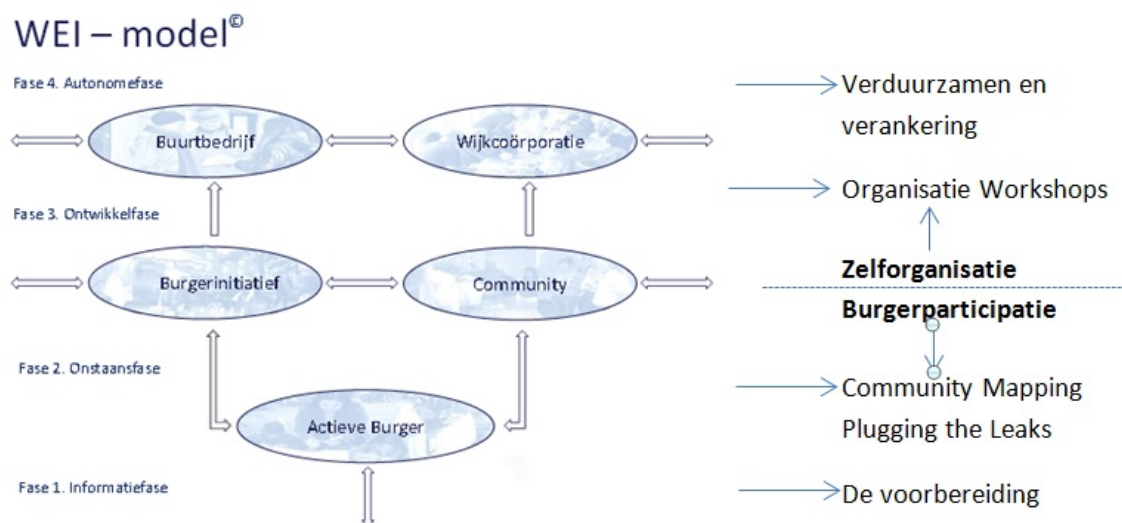 WEI – model©
Fase 4. Autonomefase
Buurtbedrijf
Wijkcoörporatie
Fase 3. Ontwikkelfase
Burgerinitiatief
Community
Fase 2. Onstaansfase
Actieve Burger
Fase 1. Informatiefase
Verduurzamen en
verankering
Organisatie Workshops
Zelforganisatie
Burgerparticipatie
Community Mapping
Plugging the Leaks
De voorbereiding